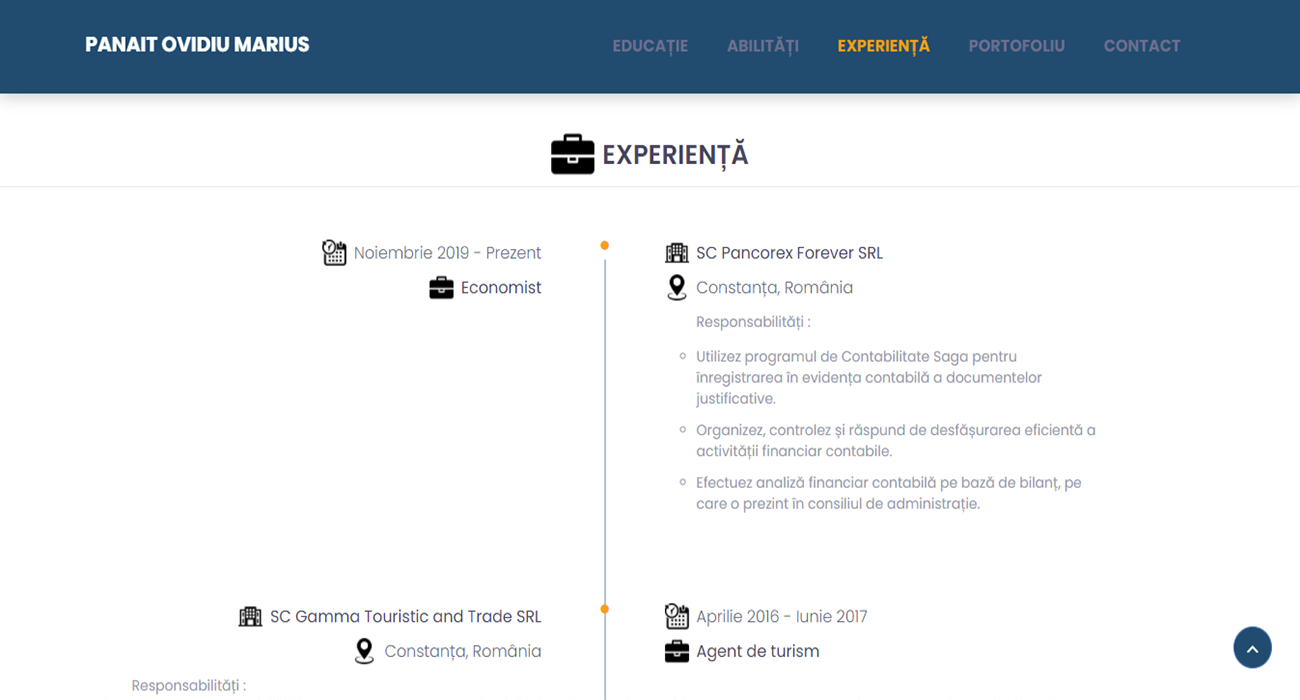 PANAIT OVIDIU MARIUS
EDUCAȚIE ABILITĂȚI EXPERIENȚĂ PORTOFOLIU CONTACT
EXPERIENȚĂ
Noiembrie 2019 - Prezent
Economist
SC Pancorex Forever SRL
Constanța, România
Responsabilități :
Utilizez programul de Contabilitate Saga pentru
înregistrarea în evidența contabilă a documentelor
justificative.
Organizez, controlez și răspund de desfășurarea eficientă a
activității financiar contabile.
Efectuez analiză financiar contabilă pe bază de bilanț, pe
care o prezint în consiliul de administrație.
SC Gamma Touristic and Trade SRL
Constanța, România
Responsabilități :
Aprilie 2016 - Iunie 2017
Agent de turism